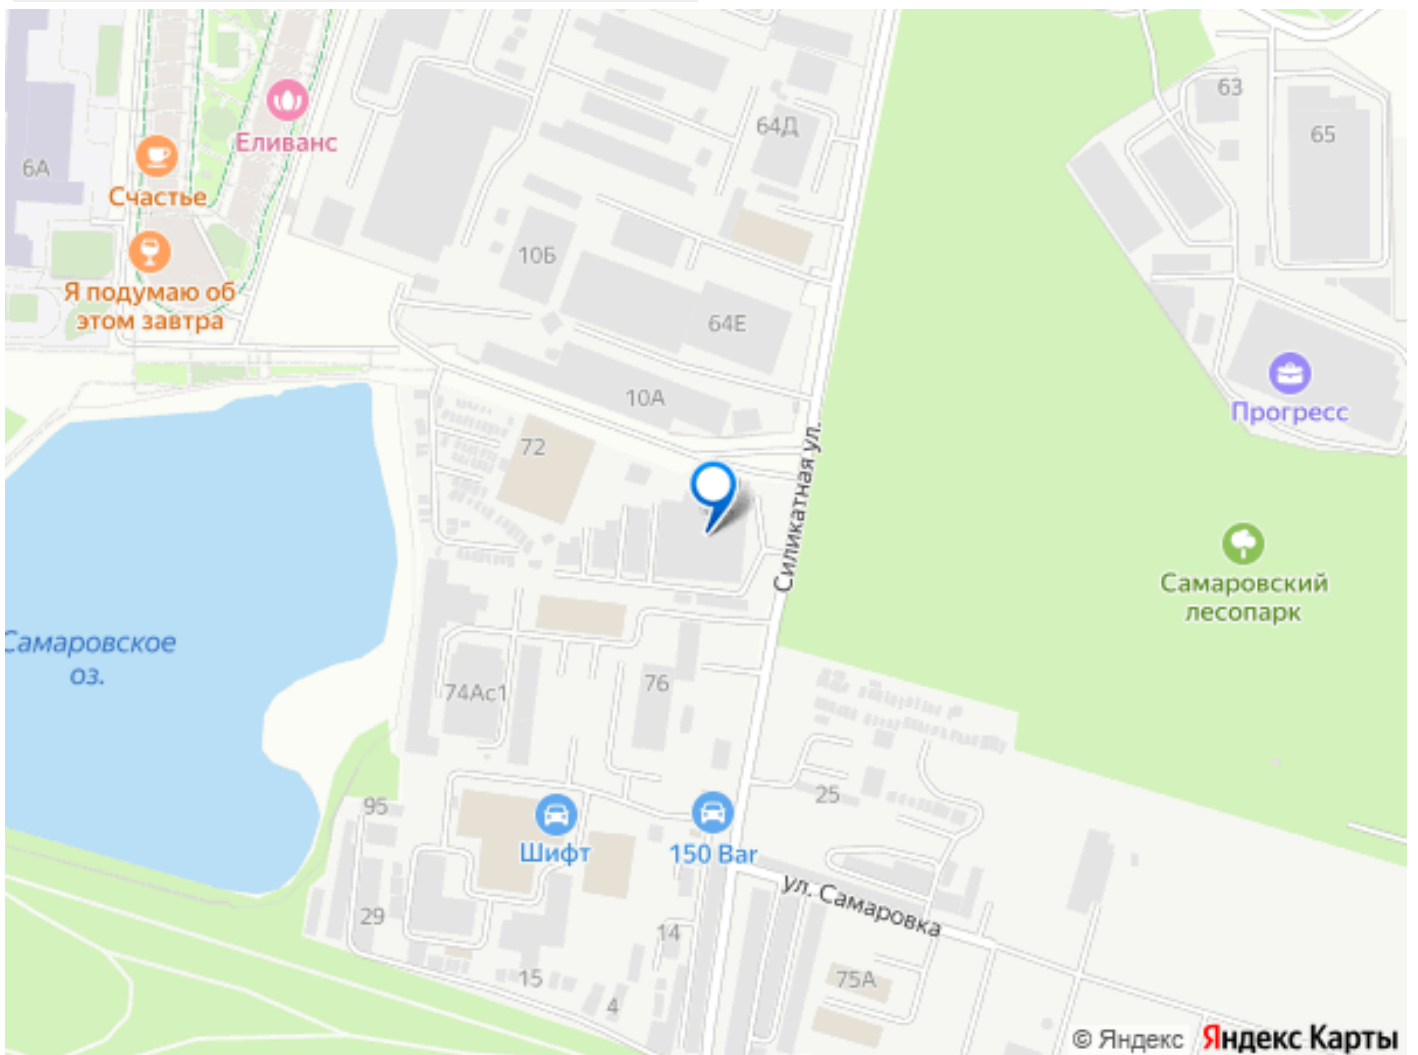 63
64Д
65
Еливанс
6А
Счастье
10Б
Я подумаю об
этом завтра
64Е
Прогресс
10А
72
Силикатная ул.
Самаровский
лесопарк
Самаровское
оз.
74Ас1
76
25
95
Шифт
150 Bar
ул. Самаровка
29
14
15
75А
4
© Яндекс Яндекс Карты